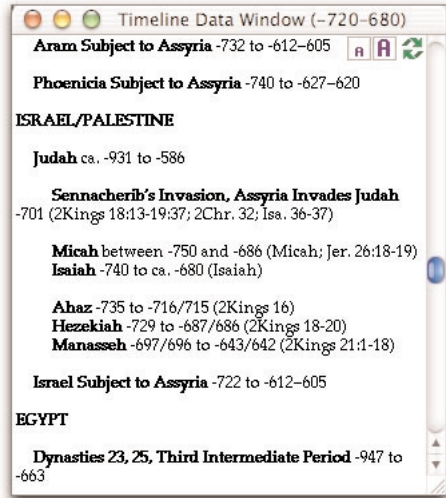 Timeline Data Window (-720-680)
Aram Subject to Assyria -732 to -612–605
A A
Phoenicia Subject to Assyria -740 to -627–620
ISRAEL/PALESTINE
Judah ca. -931 to -586
Sennacherib's Invasion, Assyria Invades Judah
-701 (2Kings 18:13-19:37; 2Chr. 32; Isa. 36-37)
Micah between -750 and -686 (Micah; Jer. 26:18-19)
Isaiah -740 to ca. -680 (Isaiah)
Ahaz -735 to -716/715 (2Kings 16)
Hezekiah -729 to -687/686 (2Kings 18-20)
Manasseh -697/696 to -643/642 (2Kings 21:1-18)
Israel Subject to Assyria -722 to -612–605
EGYPT
Dynasties 23, 25, Third Intermediate Period -947 to
-663